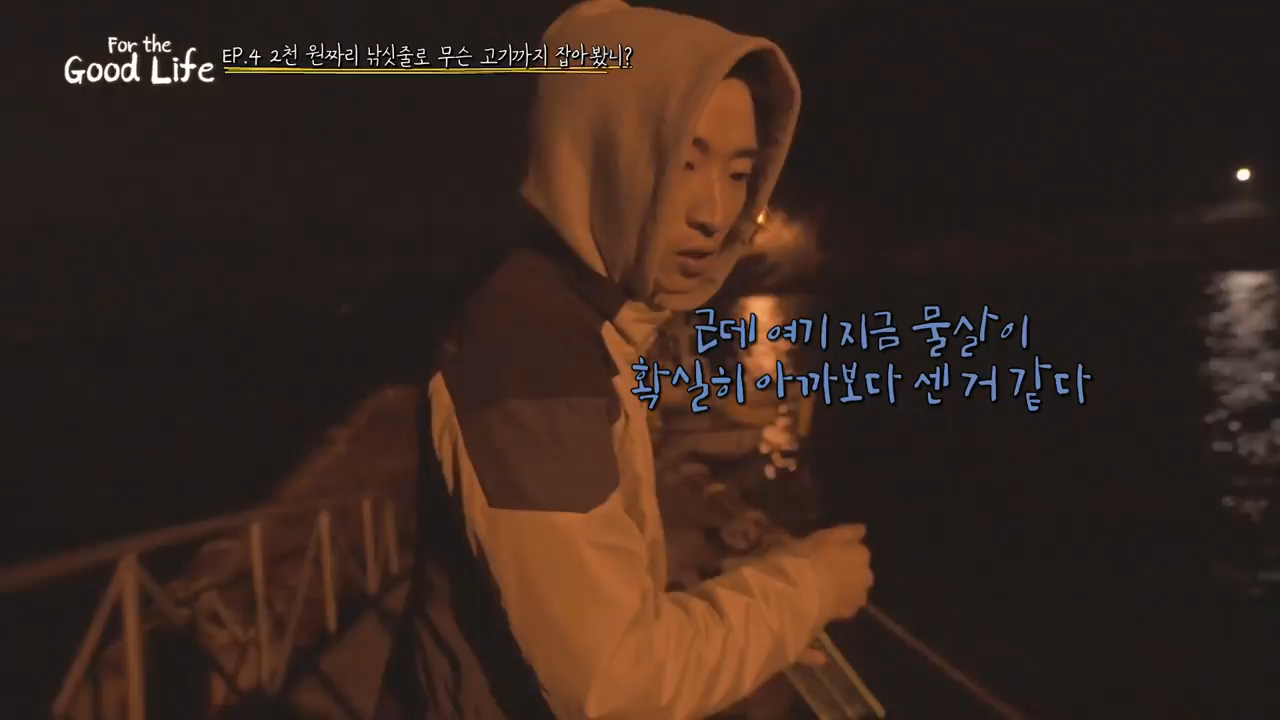 For the
Good Life
EP.4 2천 원짜리 낚싯줄로 무슨 고기까지 잡아봤니?
근데 여기 지금 물살이
확실히 아까보다 센 거 같다